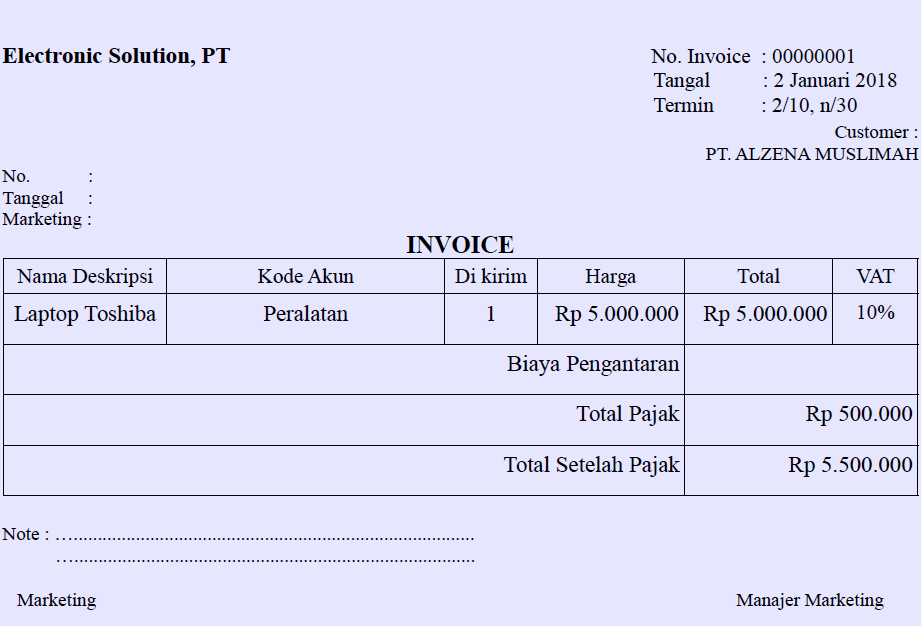 Electronic Solution, PT
No. Invoice : 00000001
Tangal : 2 Januari 2018
Termin : 2/10, n/30
Customer :
PT. ALZENA MUSLIMAH
No. :
Tanggal :
Marketing :
INVOICE
Nama Deskripsi Kode Akun Di kirim Harga Total VAT
Laptop Toshiba Peralatan 1 Rp 5.000.000 Rp 5.000.000 10%
Biaya Pengantaran
Total Pajak Rp 500.000
Total Setelah Pajak Rp 5.500.000
Note : ….................................................................................
….................................................................................
Marketing Manajer Marketing